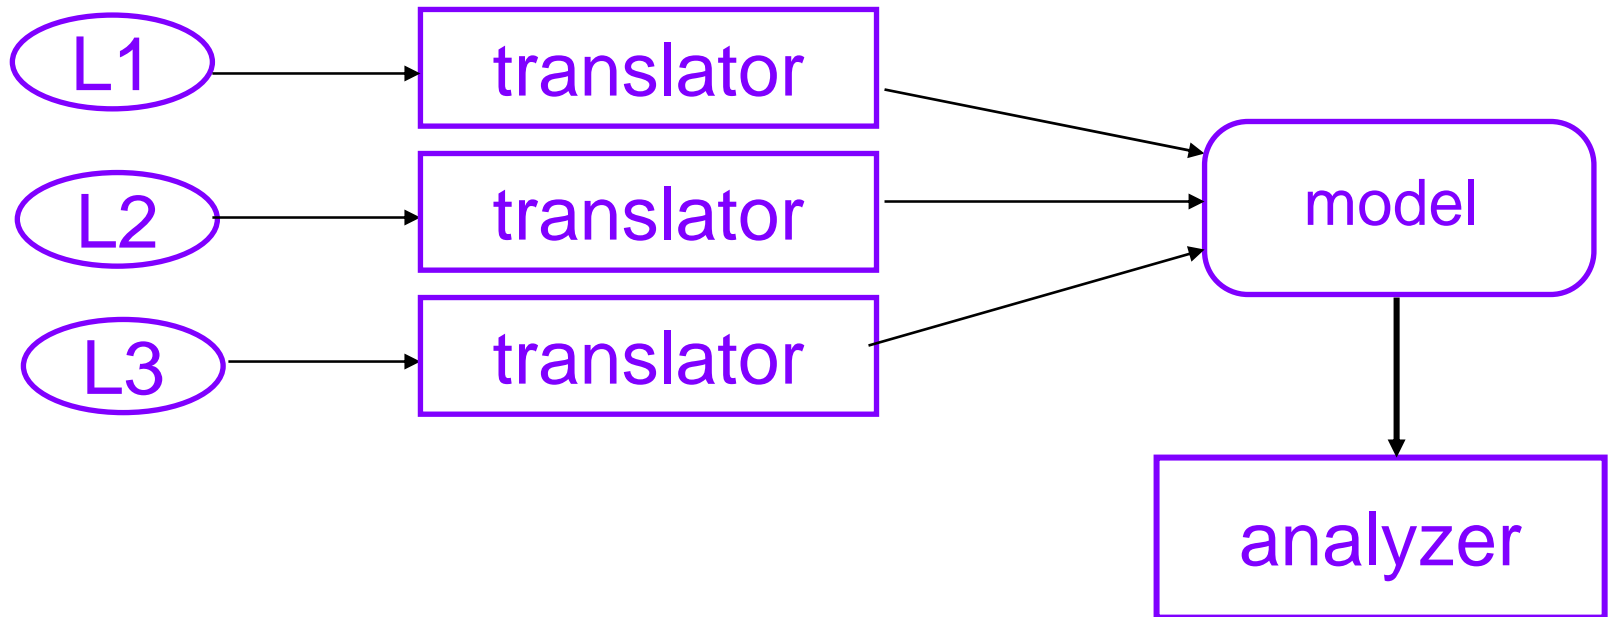 L1
translator
L2
translator
model
L3
translator
analyzer